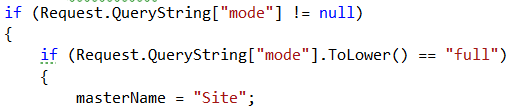 if (Request.QueryString["mode"] != null)
{
if (Request.QueryString["mode"].ToLower() == "full")
{
masterName = "Site";